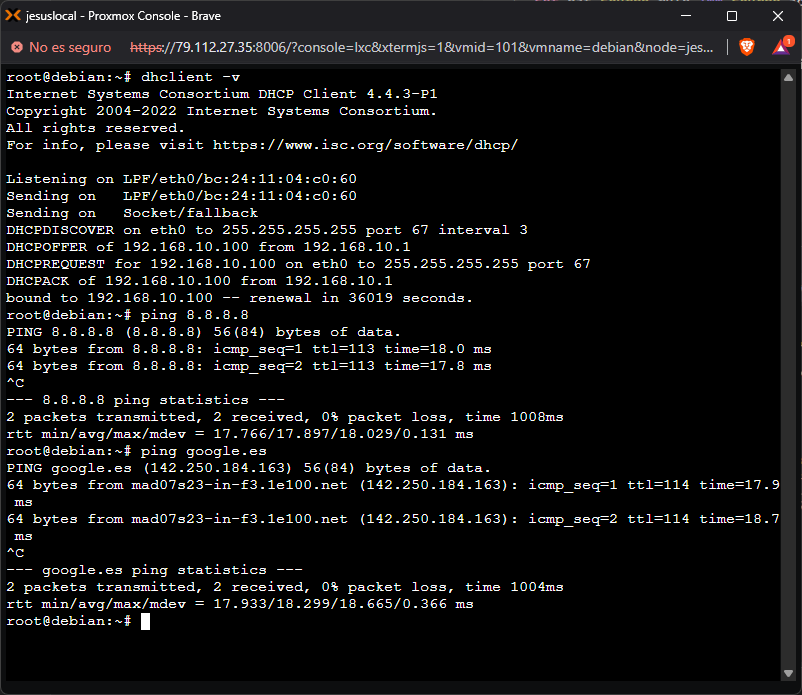 jesuslocal - Proxmox Console - Brave
No es seguro https://79.112.27.35:8006/?console=lxc&xtermjs=1&vmid=101&vmname=debian&node=jes... 1
root@debian:~# dhclient -v
Internet Systems Consortium DHCP Client 4.4.3-P1
Copyright 2004-2022 Internet Systems Consortium.
All rights reserved.
For info, please visit https://www.isc.org/software/dhcp/
Listening on LPF/eth0/bc:24:11:04:c0:60
Sending on   LPF/eth0/bc:24:11:04:c0:60
Sending on   Socket/fallback
DHCPDISCOVER on eth0 to 255.255.255.255 port 67 interval 3
DHCPOFFER of 192.168.10.100 from 192.168.10.1
DHCPREQUEST for 192.168.10.100 on eth0 to 255.255.255.255 port 67
DHCPACK of 192.168.10.100 from 192.168.10.1
bound to 192.168.10.100 -- renewal in 36019 seconds.
root@debian:~# ping 8.8.8.8
PING 8.8.8.8 (8.8.8.8) 56(84) bytes of data.
64 bytes from 8.8.8.8: icmp_seq=1 ttl=113 time=18.0 ms
64 bytes from 8.8.8.8: icmp_seq=2 ttl=113 time=17.8 ms
^C
--- 8.8.8.8 ping statistics ---
2 packets transmitted, 2 received, 0% packet loss, time 1008ms
rtt min/avg/max/mdev = 17.766/17.897/18.029/0.131 ms
root@debian:~# ping google.es
PING google.es (142.250.184.163) 56(84) bytes of data.
64 bytes from mad07s23-in-f3.1e100.net (142.250.184.163): icmp_seq=1 ttl=114 time=17.9
 ms
64 bytes from mad07s23-in-f3.1e100.net (142.250.184.163): icmp_seq=2 ttl=114 time=18.7
 ms
^C
--- google.es ping statistics ---
2 packets transmitted, 2 received, 0% packet loss, time 1004ms
rtt min/avg/max/mdev = 17.933/18.299/18.665/0.366 ms
root@debian:~#